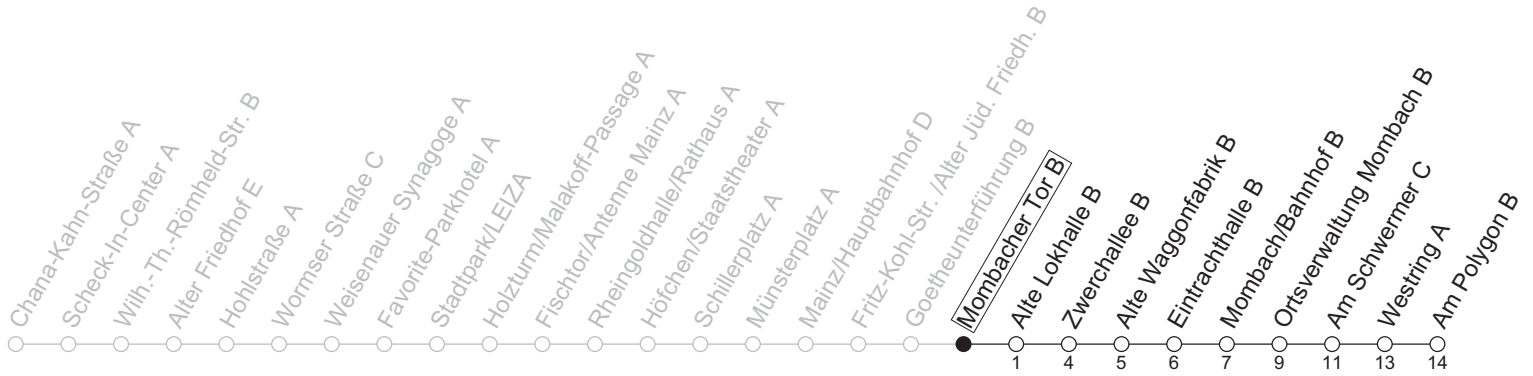 Chana-Kahn-Straße A
Scheck-In-Center A
Wilh.-Th.-Römheld-Str. B
Alter Friedhof E
Hohlstraße A
Wormser Straße C
Weisenauer Synagoge A
Favorite-Parkhotel A
Stadtpark/LEIZA
Holzturm/Malakoff-Passage A
Fischtor/Antenne Mainz A
Rheingoldhalle/Rathaus A
Höfchen/Staatstheater A
Schillerplatz A
Münsterplatz A
Mainz/Hauptbahnhof D
Fritz-Kohl-Str. /Alter Jüd. Friedh. B
Goetheunterführung B
Mombacher Tor B
Alte Lokhalle B
Zwerchallee B
Alte Waggonfabrik B
Eintrachthalle B
Mombach/Bahnhof B
Ortsverwaltung Mombach B
Am Schwermer C
Westring A
Am Polygon B
1 4 5 6 7 9 11 13 14